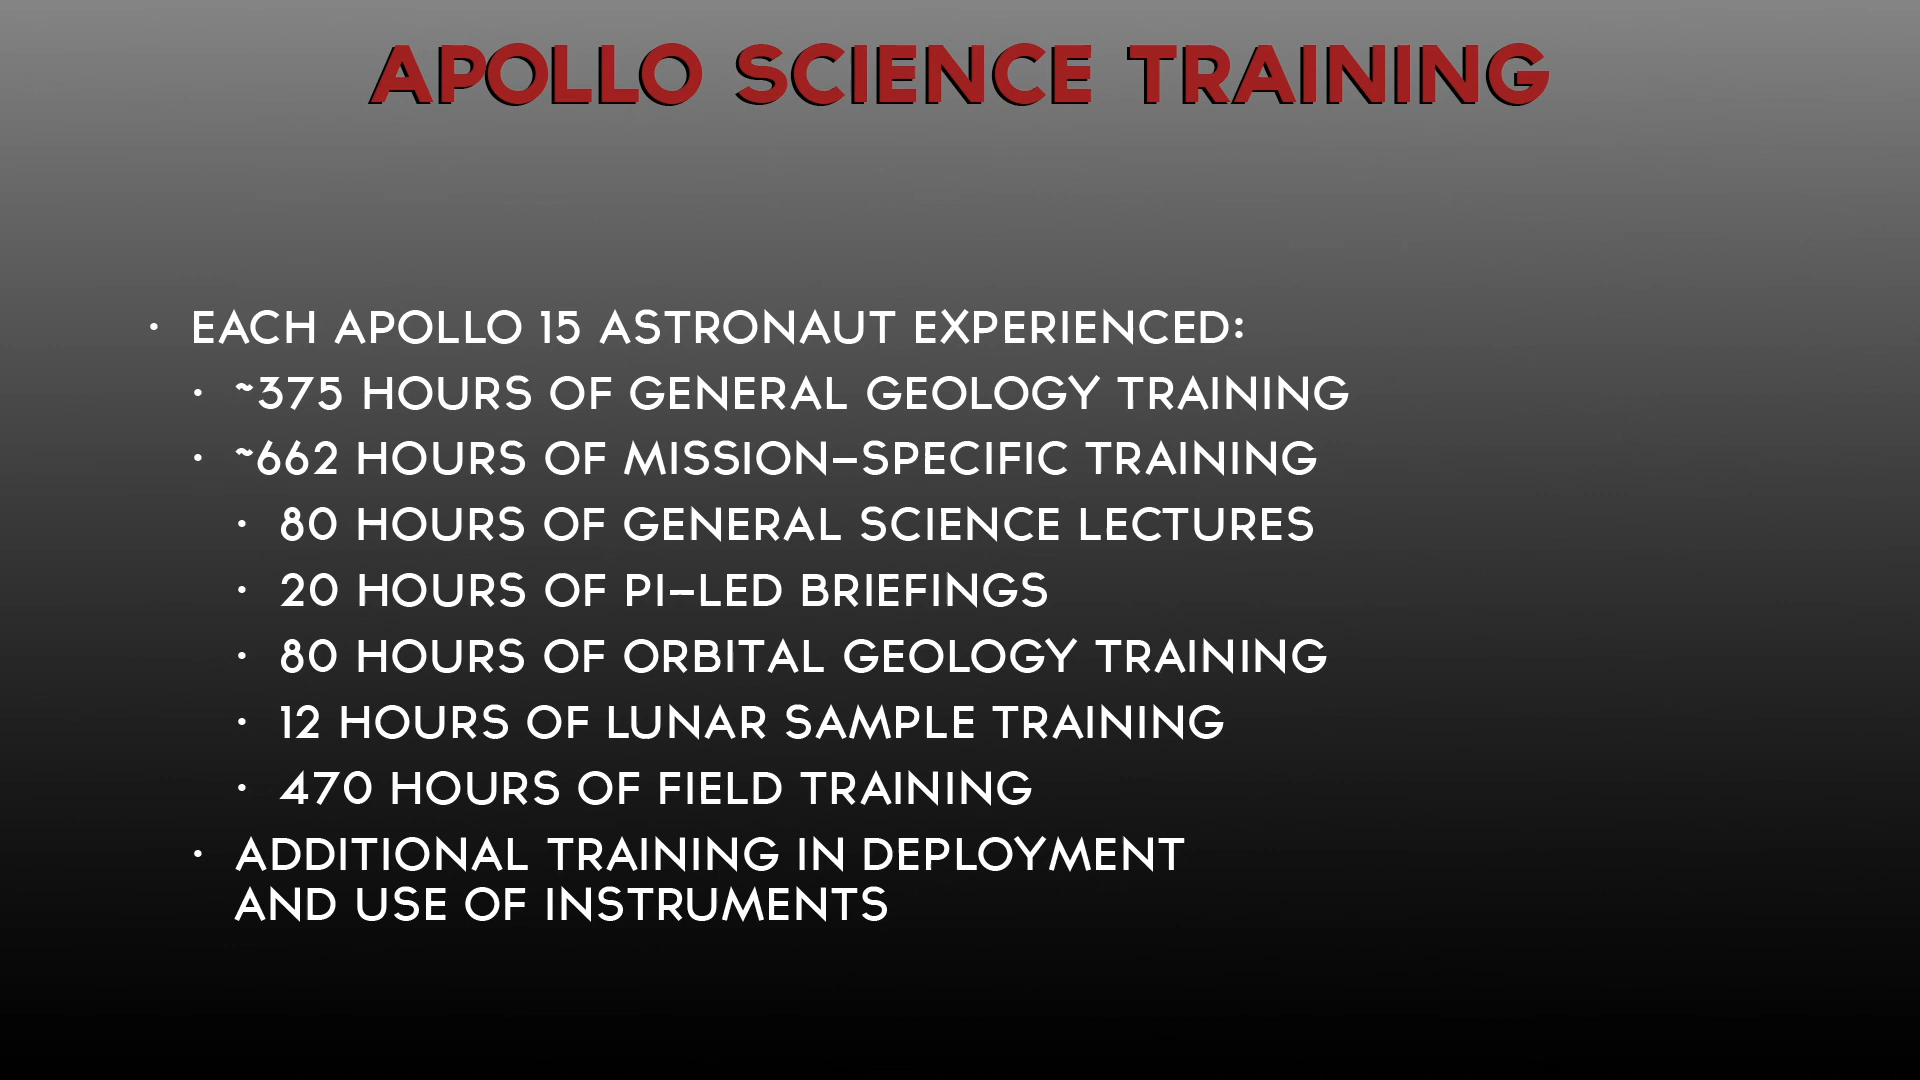 APOLLO SCIENCE TRAINING
• EACH APOLLO 15 ASTRONAUT EXPERIENCED:
• ~375 HOURS OF GENERAL GEOLOGY TRAINING
• ~662 HOURS OF MISSION-SPECIFIC TRAINING
• 80 HOURS OF GENERAL SCIENCE LECTURES
• 20 HOURS OF PI-LED BRIEFINGS
• 80 HOURS OF ORBITAL GEOLOGY TRAINING
• 12 HOURS OF LUNAR SAMPLE TRAINING
• 470 HOURS OF FIELD TRAINING
• ADDITIONAL TRAINING IN DEPLOYMENT
AND USE OF INSTRUMENTS